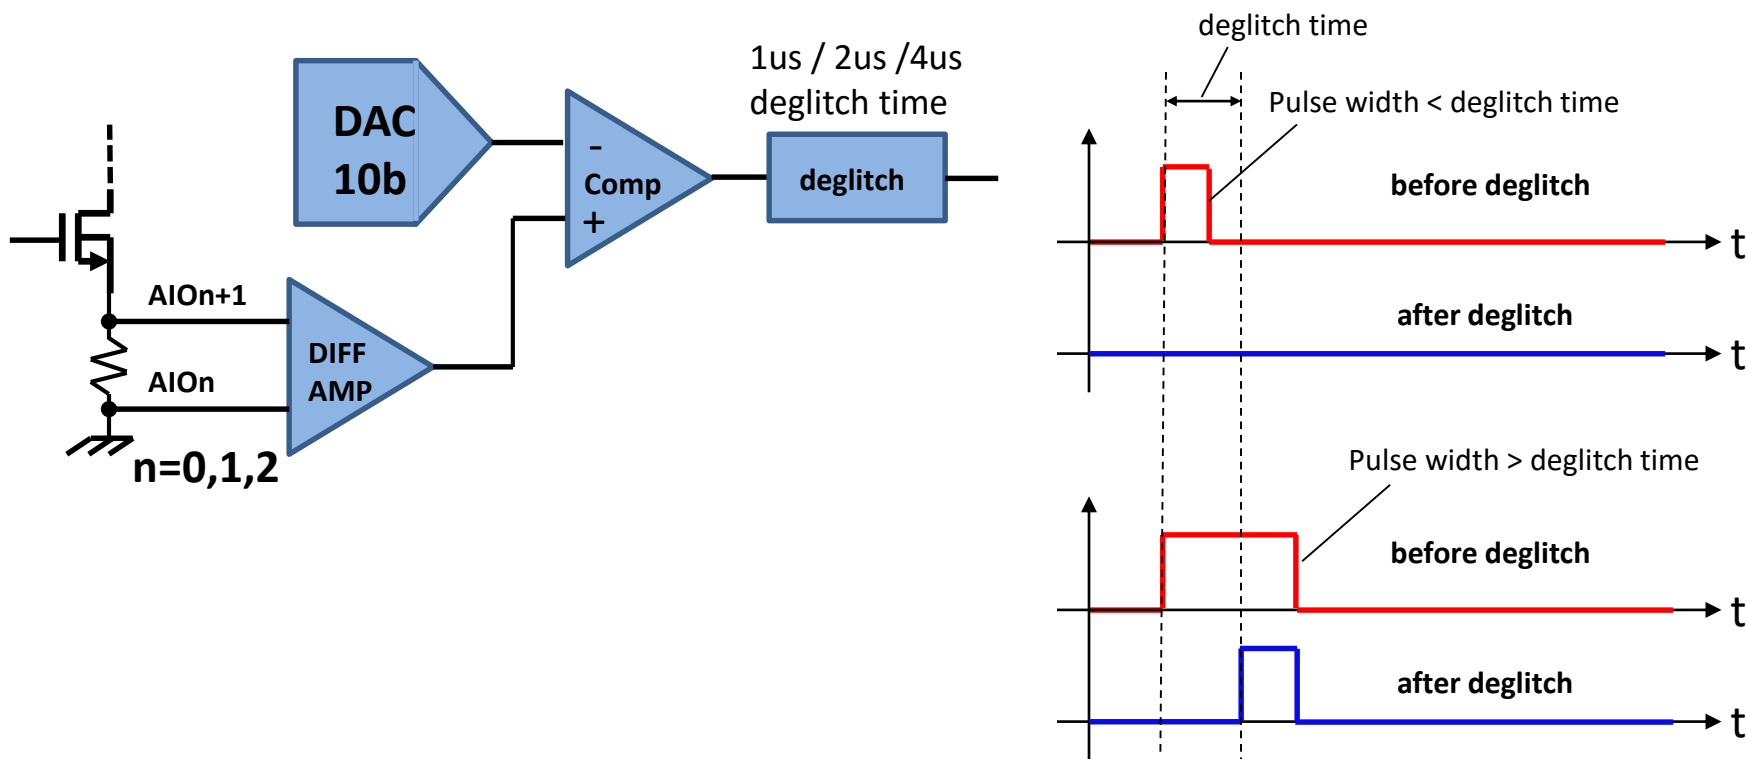 1us / 2us /4us
deglitch time
DAC
10b
-
Comp
+
deglitch
AIOn+1
DIFF
AMP
AIOn
n=0,1,2
deglitch time
Pulse width < deglitch time
before deglitch
t
after deglitch
t
Pulse width > deglitch time
before deglitch
t
after deglitch
t